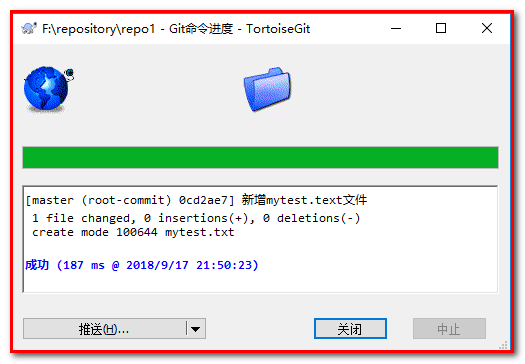 F:\repository\repo1 - Git命令进度 - TortoiseGit
[master (root-commit) 0cd2ae7] 新增mytest.text文件
1 file changed, 0 insertions(+), 0 deletions(-)
create mode 100644 mytest.txt
成功 (187 ms @ 2018/9/17 21:50:23)
推送(H)...
关闭
中止